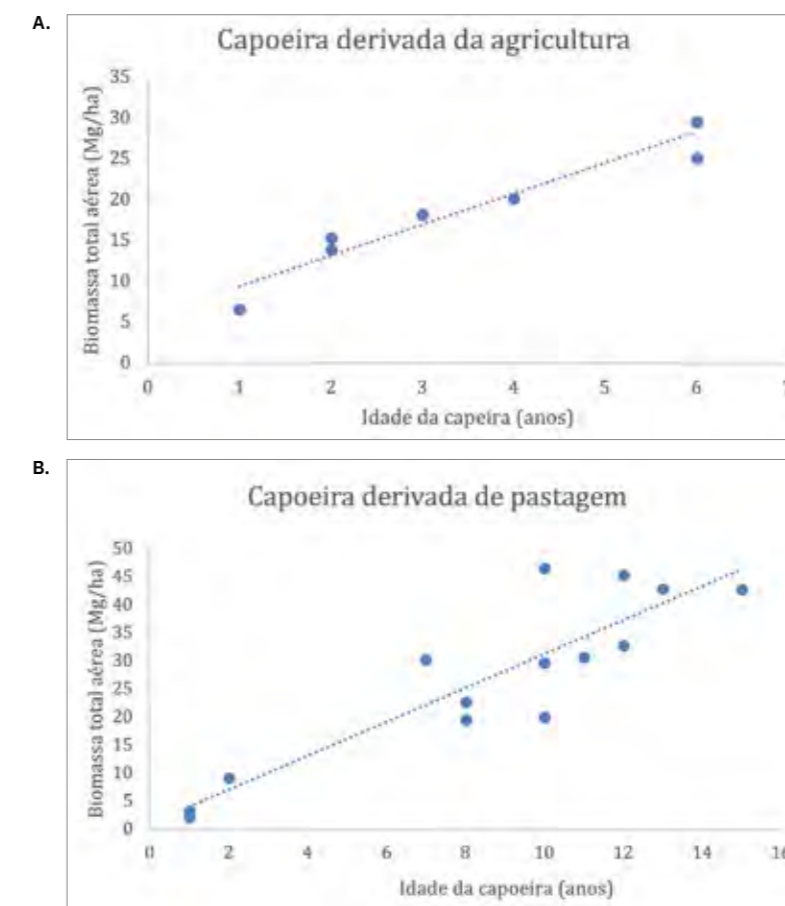 A.
Capoeira derivada da agricultura
Biomassa total aérea (Mg/ha)
35
30
25
20
15
10
5
0
0 1 2 3 4 5 6
Idade da capeira (anos)
B.
Capoeira derivada de pastagem
Biomassa total aérea (Mg/ha)
50
45
40
35
30
25
20
15
10
5
0
0 2 4 6 8 10 12 14 16
Idade da capoeira (anos)